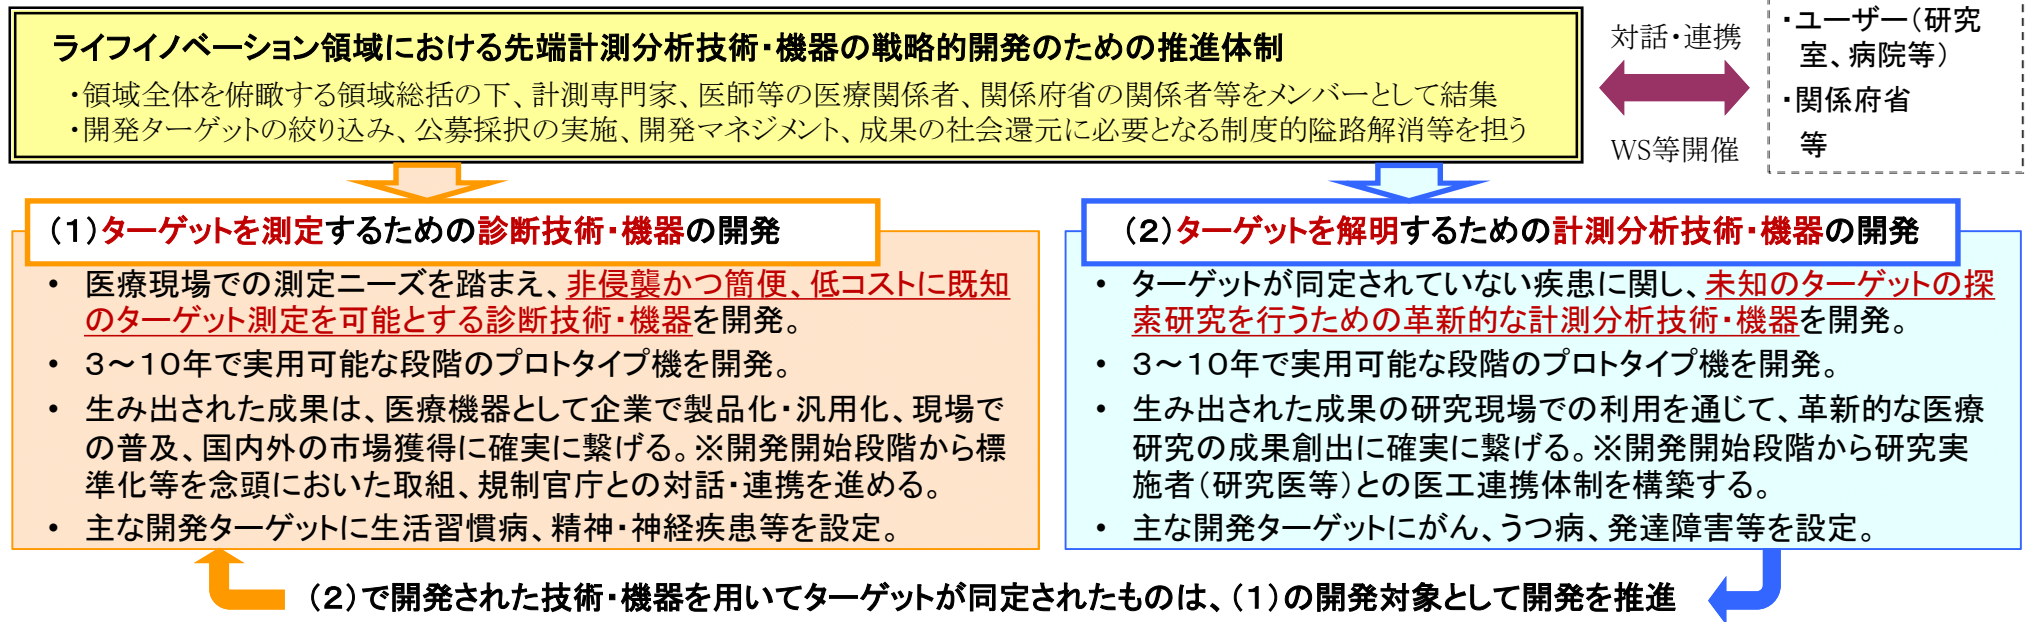 ライフイノベーション領域における先端計測分析技術・機器の戦略的開発のための推進体制
・領域全体を俯瞰する領域総括の下、計測専門家、医師等の医療関係者、関係府省の関係者等をメンバーとして結集
・開発ターゲットの絞り込み、公募採択の実施、開発マネジメント、成果の社会還元に必要となる制度的隘路解消等を担う
対話・連携
WS等開催
・ユーザー（研究
室、病院等）
・関係府省
等
（１）ターゲットを測定するための診断技術・機器の開発
• 医療現場での測定ニーズを踏まえ、非侵襲かつ簡便、低コストに既知
のターゲット測定を可能とする診断技術・機器を開発。
• ３～１０年で実用可能な段階のプロトタイプ機を開発。
• 生み出された成果は、医療機器として企業で製品化・汎用化、現場で
の普及、国内外の市場獲得に確実に繋げる。※開発開始段階から標
準化等を念頭においた取組、規制官庁との対話・連携を進める。
• 主な開発ターゲットに生活習慣病、精神・神経疾患等を設定。
（２）ターゲットを解明するための計測分析技術・機器の開発
• ターゲットが同定されていない疾患に関し、未知のターゲットの探
索研究を行うための革新的な計測分析技術・機器を開発。
• ３～１０年で実用可能な段階のプロトタイプ機を開発。
• 生み出された成果の研究現場での利用を通じて、革新的な医療
研究の成果創出に確実に繋げる。※開発開始段階から研究実
施者（研究医等）との医工連携体制を構築する。
• 主な開発ターゲットにがん、うつ病、発達障害等を設定。
（２）で開発された技術・機器を用いてターゲットが同定されたものは、（１）の開発対象として開発を推進